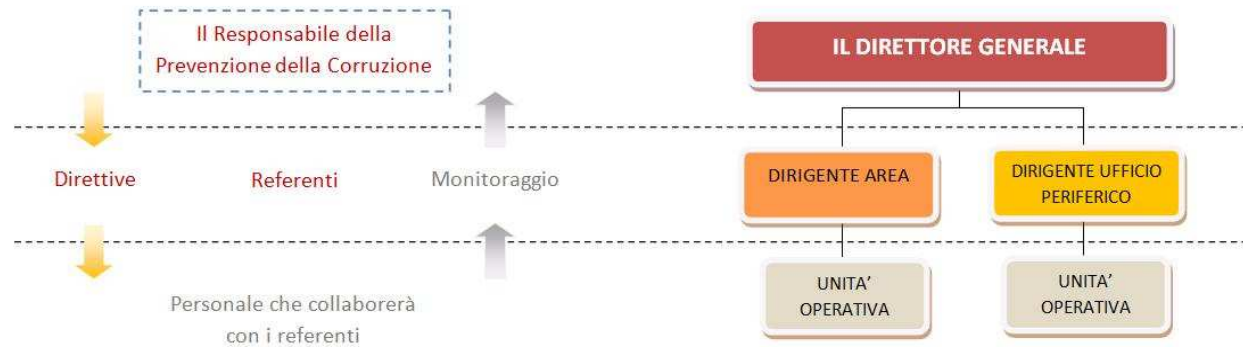 Il Responsabile della
Prevenzione della Corruzione
IL DIRETTORE GENERALE
Direttive
Referenti
Monitoraggio
DIRIGENTE AREA
DIRIGENTE UFFICIO
PERIFERICO
Personale che collaborerà
con i referenti
UNITA’
OPERATIVA
UNITA’
OPERATIVA